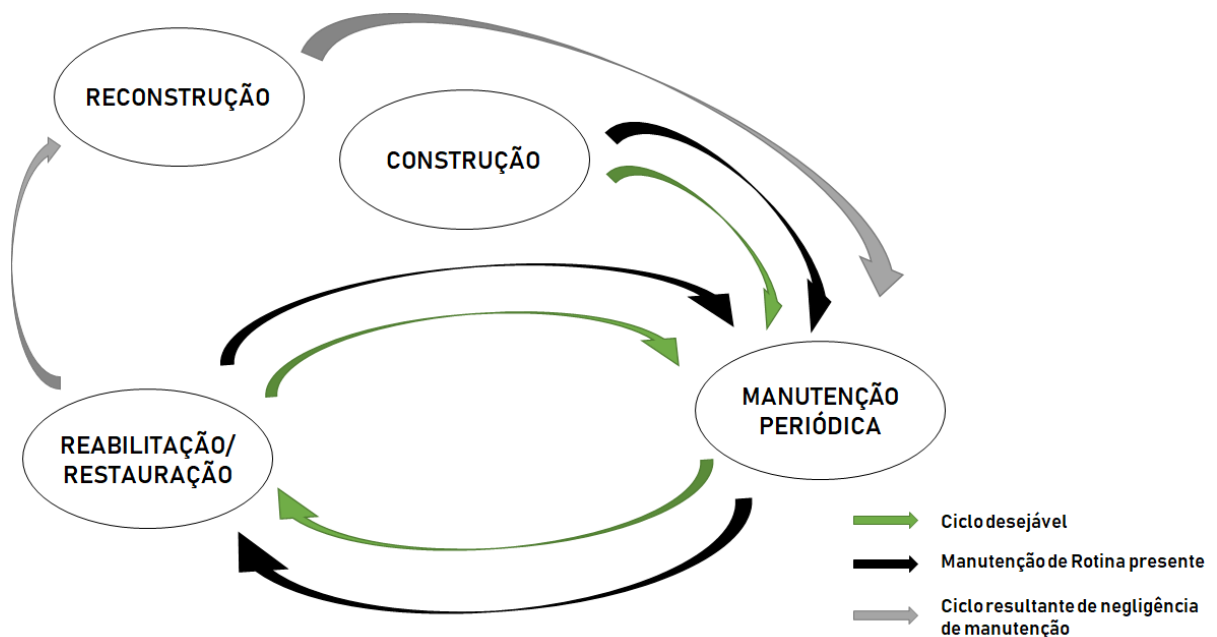 RECONSTRUÇÃO
CONSTRUÇÃO
MANUTENÇÃO
PERIÓDICA
REABILITAÇÃO/
RESTAURAÇÃO
Ciclo desejável
Manutenção de Rotina presente
Ciclo resultante de negligência
de manutenção